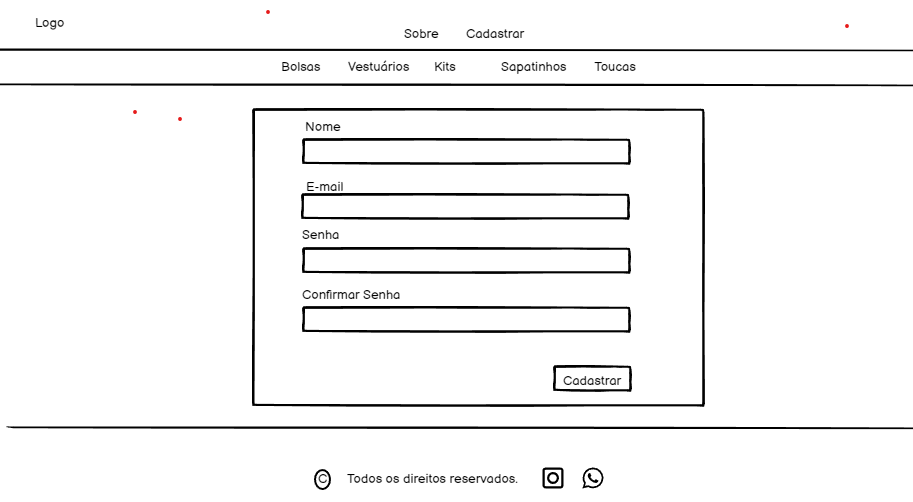 Logo
Sobre Cadastrar
Bolsas Vestuários Kits Sapatinhos Toucas
Nome
E-mail
Senha
Confirmar Senha
Cadastrar
© Todos os direitos reservados.